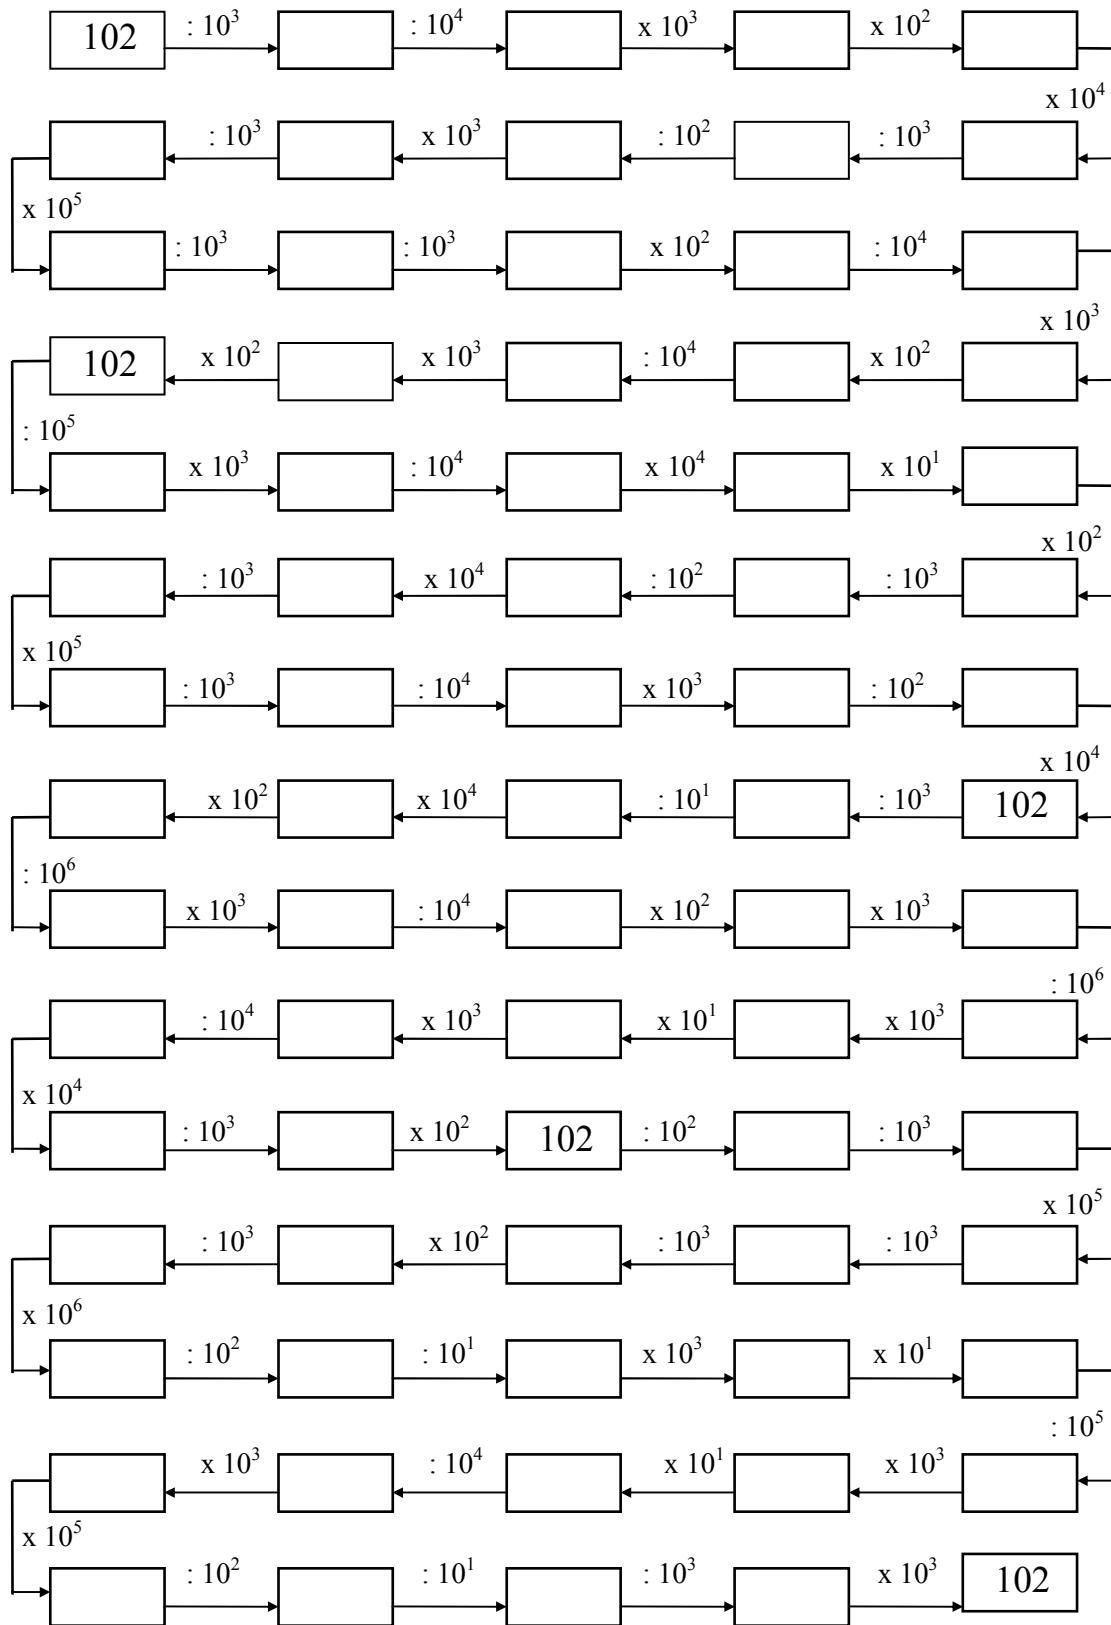 102 : 10³ : 10⁴ x 10³ x 10²
x 10⁴
: 10³ x 10³ : 10² : 10³
x 10⁵
: 10³ : 10³ x 10² : 10⁴
x 10³
102 x 10² x 10³ : 10⁴ x 10²
: 10⁵
x 10³ : 10⁴ x 10⁴ x 10¹
x 10²
: 10³ x 10⁴ : 10² : 10³
x 10⁵
: 10³ : 10⁴ x 10³ : 10²
x 10⁴
x 10² x 10⁴ : 10¹ : 10³ 102
: 10⁶
x 10³ : 10⁴ x 10² x 10³
: 10⁶
: 10⁴ x 10³ x 10¹ x 10³
x 10⁴
: 10³ x 10² 102 : 10² : 10³
x 10⁵
: 10³ x 10² : 10³ : 10³
x 10⁶
: 10² : 10¹ x 10³ x 10¹
: 10⁵
x 10³ : 10⁴ x 10¹ x 10³
x 10⁵
: 10² : 10¹ : 10³ x 10³ 102